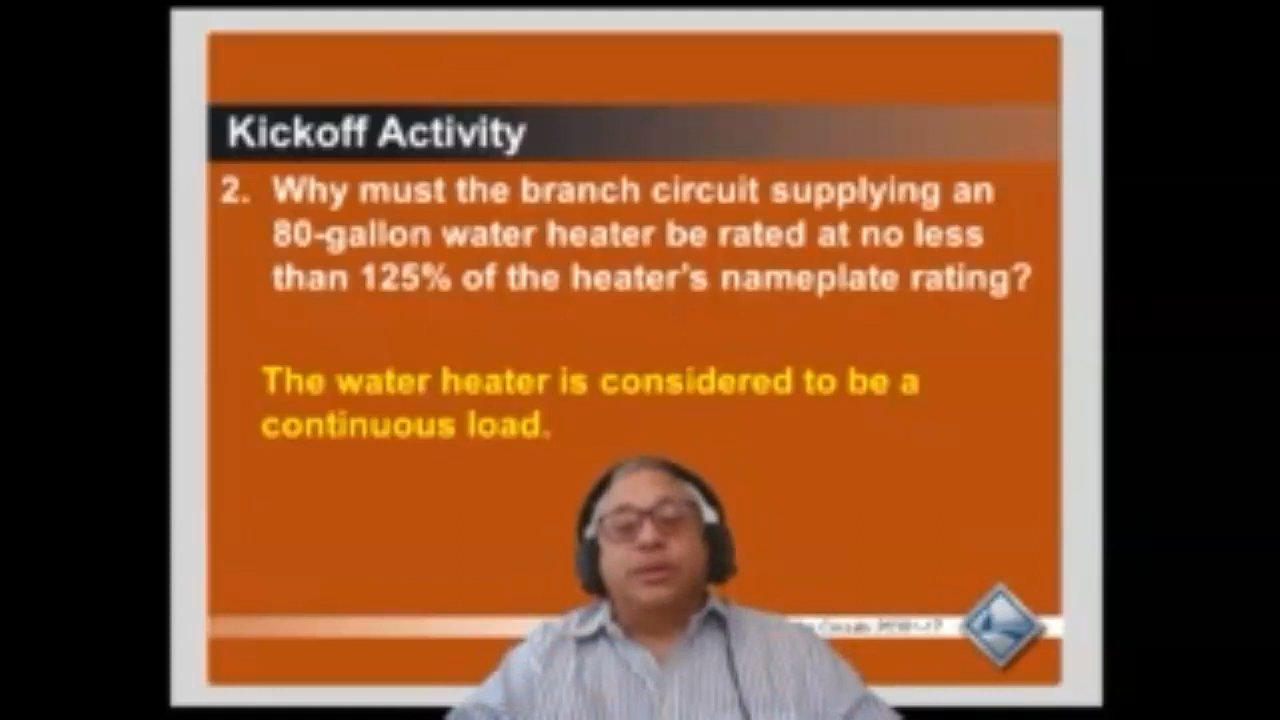 Kickoff Activity
2. Why must the branch circuit supplying an
80-gallon water heater be rated at no less
than 125% of the heater's nameplate rating?
The water heater is considered to be a
continuous load.